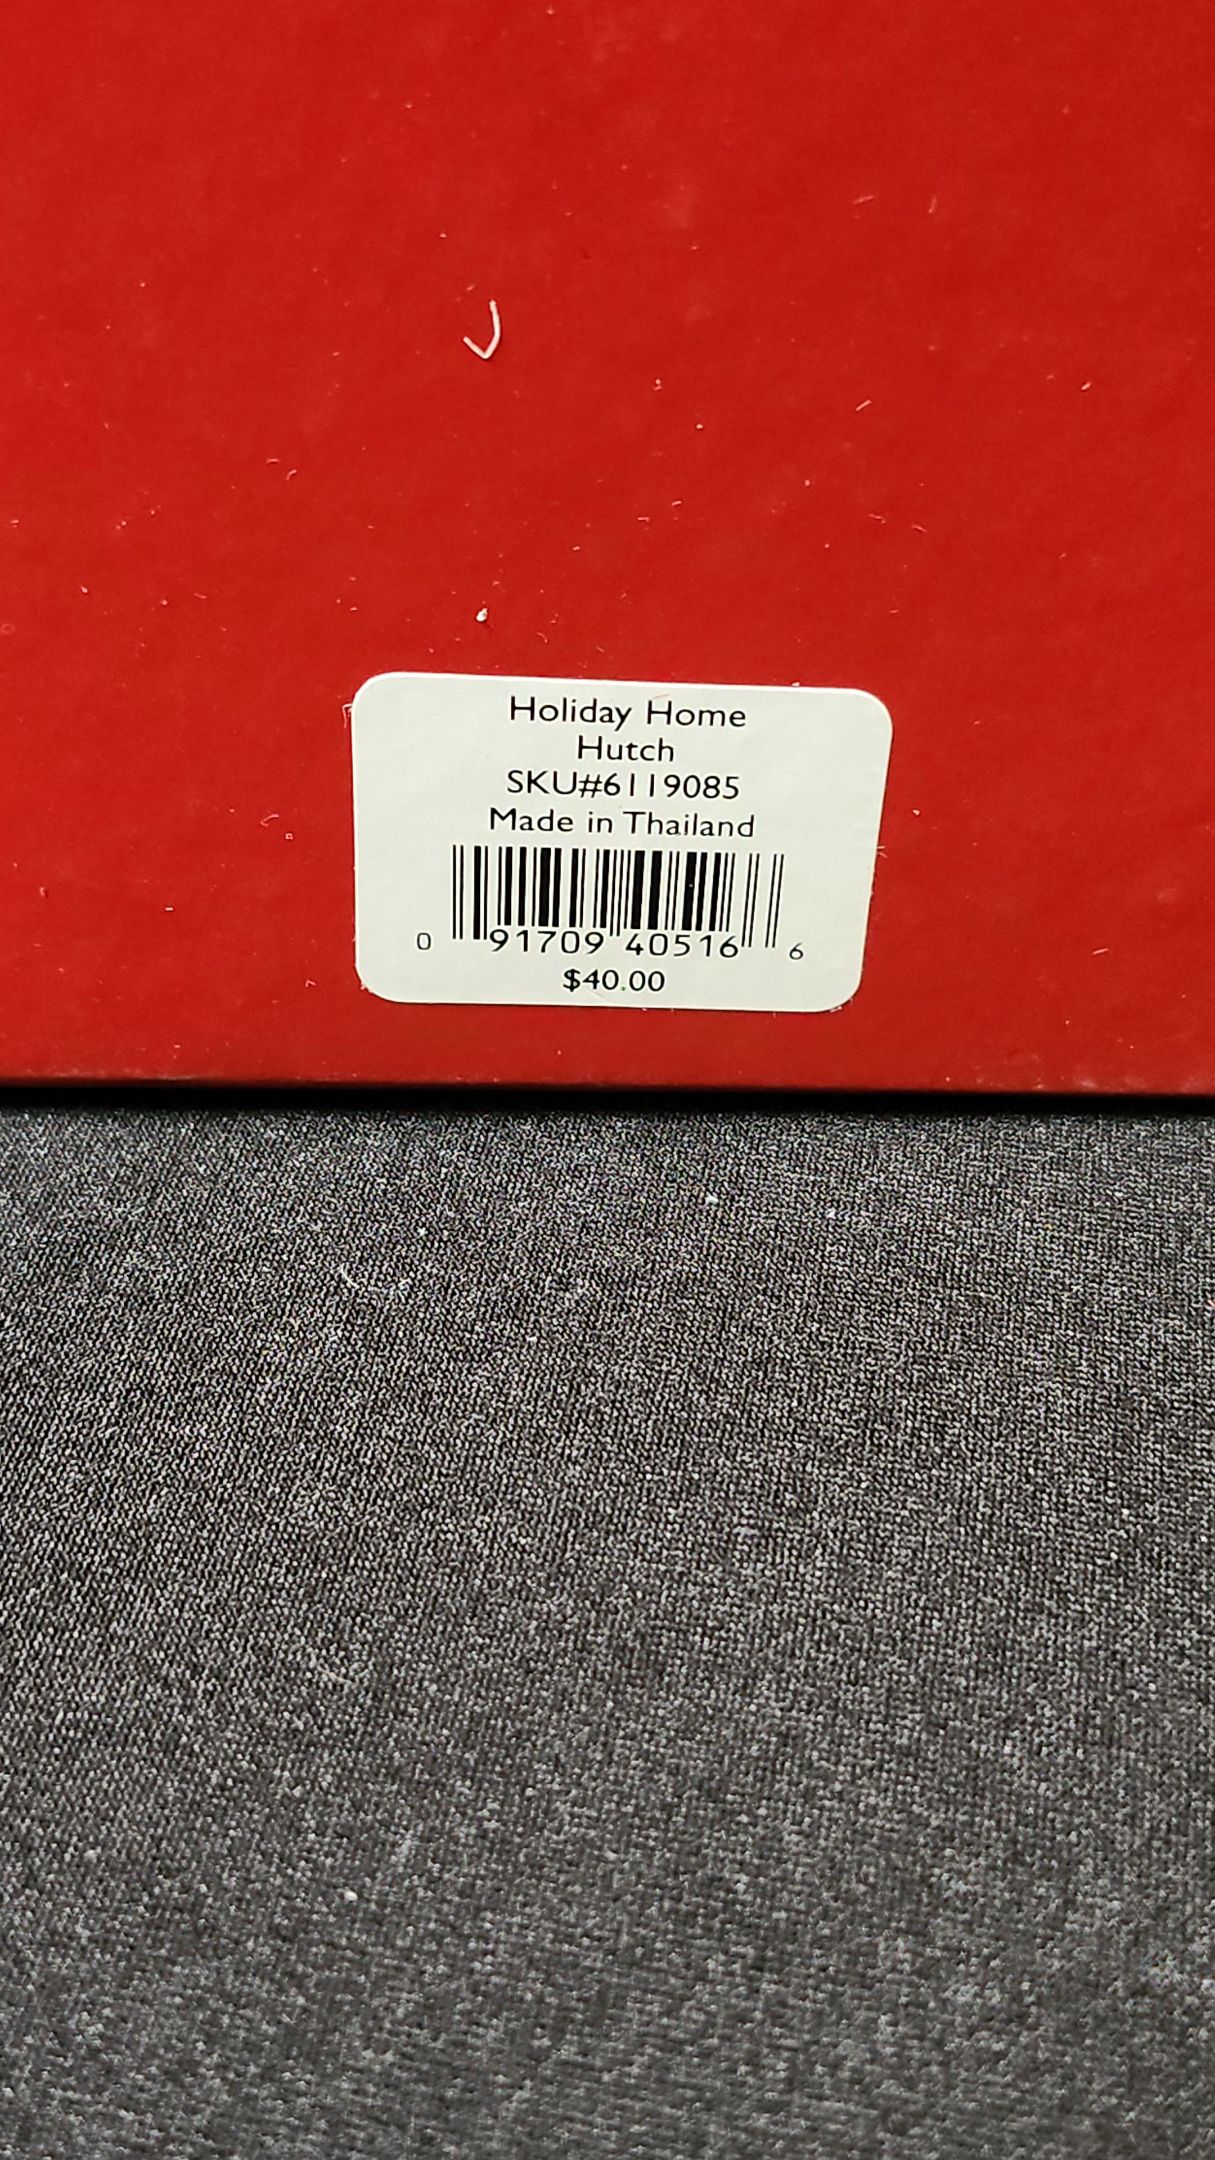 Holiday Home
Hutch
SKU#6119085
Made in Thailand
0 91709 40516 6
$40.00